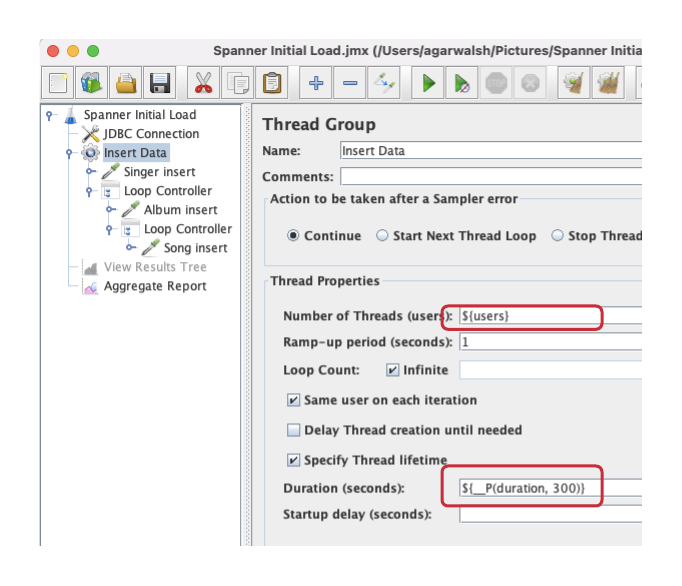 Spanner Initial Load.jmx (/Users/agarwalsh/Pictures/Spanner Initia
STOP
Spanner Initial Load
JDBC Connection
Insert Data
Singer insert
Loop Controller
Album insert
Loop Controller
Song insert
View Results Tree
Aggregate Report
Thread Group
Name: Insert Data
Comments:
Action to be taken after a Sampler error
Continue Start Next Thread Loop Stop Thread
Thread Properties
Number of Threads (users): ${users}
Ramp-up period (seconds): 1
Loop Count: Infinite
Same user on each iteration
Delay Thread creation until needed
Specify Thread lifetime
Duration (seconds): ${__P(duration, 300)}
Startup delay (seconds):